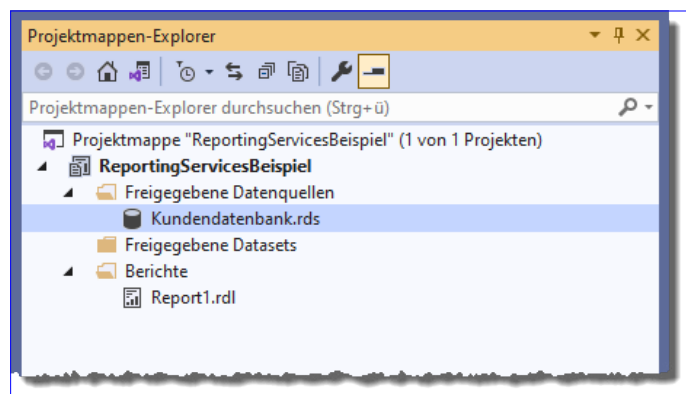 Projektmappen-Explorer
Projektmappen-Explorer durchsuchen (Strg+ü)
Projektmappe "ReportingServicesBeispiel" (1 von 1 Projekten)
ReportingServicesBeispiel
Freigegebene Datenquellen
Kundendatenbank.rds
Freigegebene Datasets
Berichte
Report1.rdl